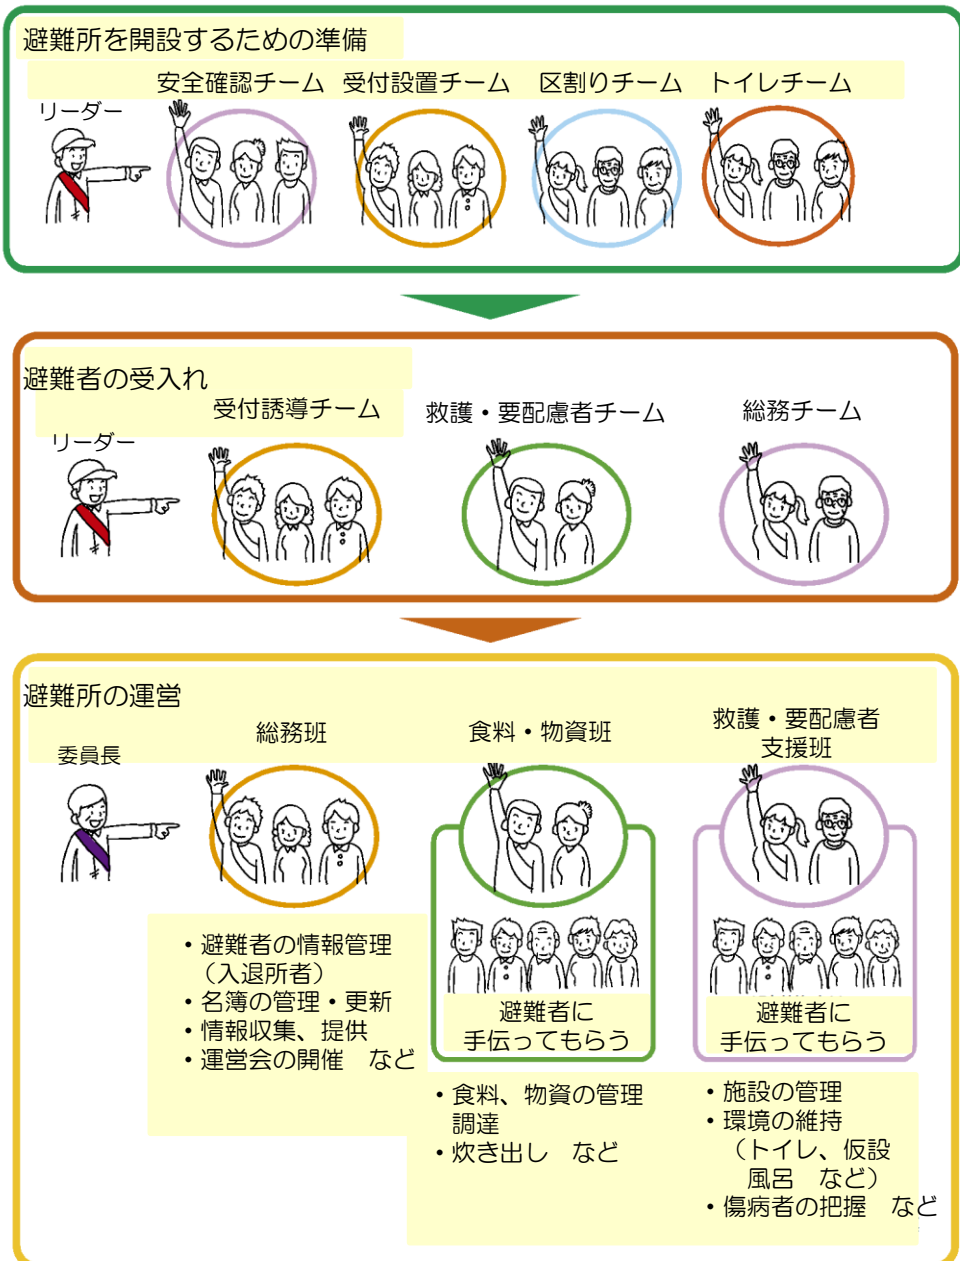 避難所を開設するための準備
安全確認チーム　受付設置チーム　区割りチーム　トイレチーム
リーダー
避難者の受入れ
受付誘導チーム　救護・要配慮者チーム　総務チーム
リーダー
避難所の運営
委員長
総務班
食料・物資班
救護・要配慮者
支援班
・避難者の情報管理
（入退所者）
・名簿の管理・更新
・情報収集、提供
・運営会の開催　など
避難者に
手伝ってもらう
・食料、物資の管理
調達
・炊き出し　など
避難者に
手伝ってもらう
・施設の管理
・環境の維持
（トイレ、仮設
風呂　など）
・傷病者の把握　など